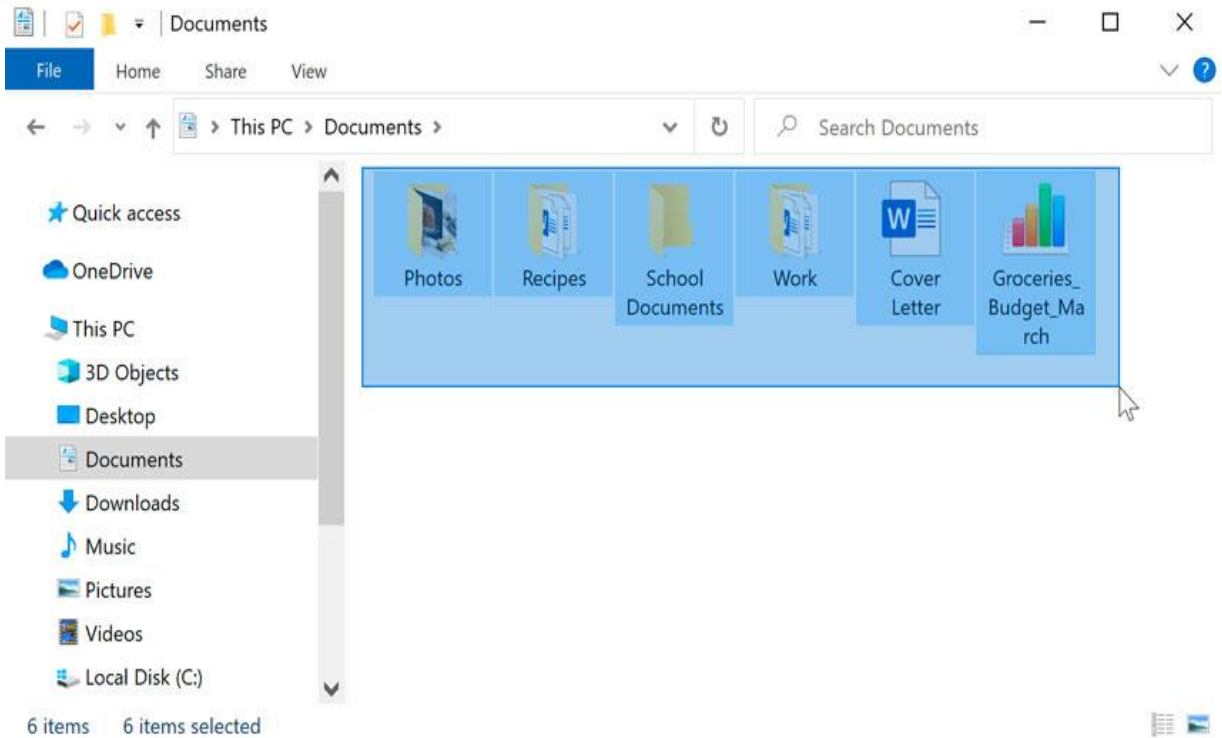 Documents
File Home Share View
This PC > Documents >
Search Documents
Quick access
OneDrive
This PC
3D Objects
Desktop
Documents
Downloads
Music
Pictures
Videos
Local Disk (C:)
Photos
Recipes
School
Documents
Work
W
Cover
Letter
Groceries_
Budget_Ma
rch
6 items 6 items selected